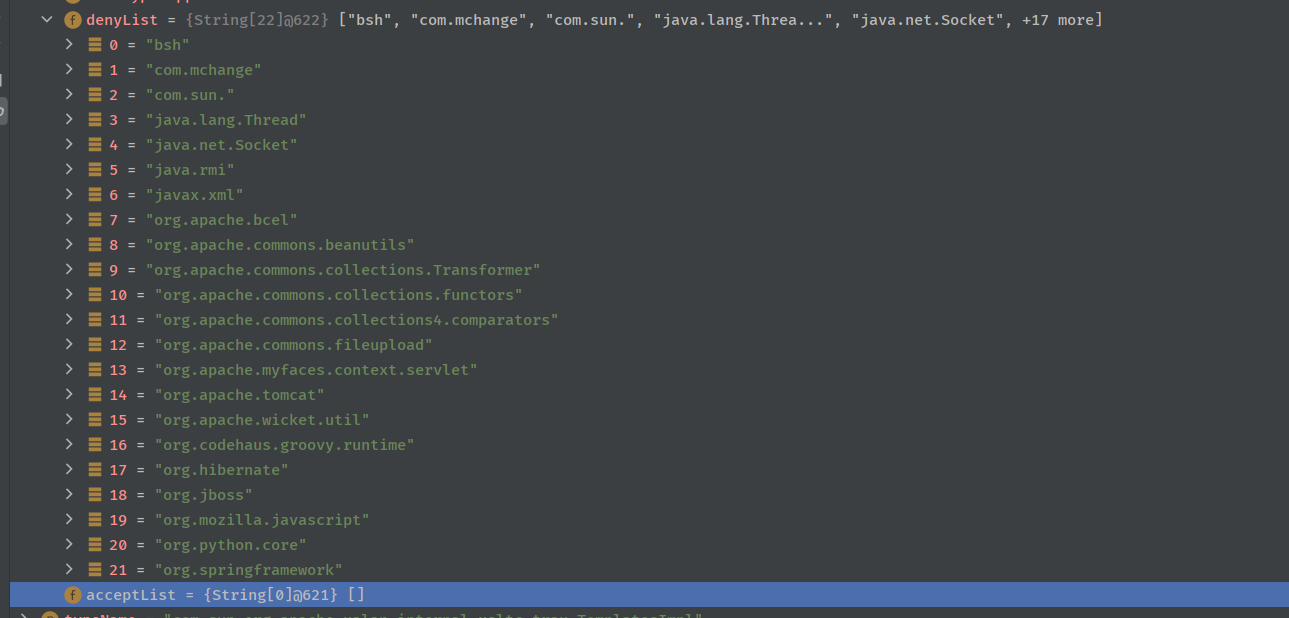 f denyList = {String[22]@622} ["bsh", "com.mchange", "com.sun.", "java.lang.Threa...", "java.net.Socket", +17 more]
0 = "bsh"
1 = "com.mchange"
2 = "com.sun."
3 = "java.lang.Thread"
4 = "java.net.Socket"
5 = "java.rmi"
6 = "javax.xml"
7 = "org.apache.bcel"
8 = "org.apache.commons.beanutils"
9 = "org.apache.commons.collections.Transformer"
10 = "org.apache.commons.collections.functors"
11 = "org.apache.commons.collections4.comparators"
12 = "org.apache.commons.fileupload"
13 = "org.apache.myfaces.context.servlet"
14 = "org.apache.tomcat"
15 = "org.apache.wicket.util"
16 = "org.codehaus.groovy.runtime"
17 = "org.hibernate"
18 = "org.jboss"
19 = "org.mozilla.javascript"
20 = "org.python.core"
21 = "org.springframework"
f acceptList = {String[0]@621} []